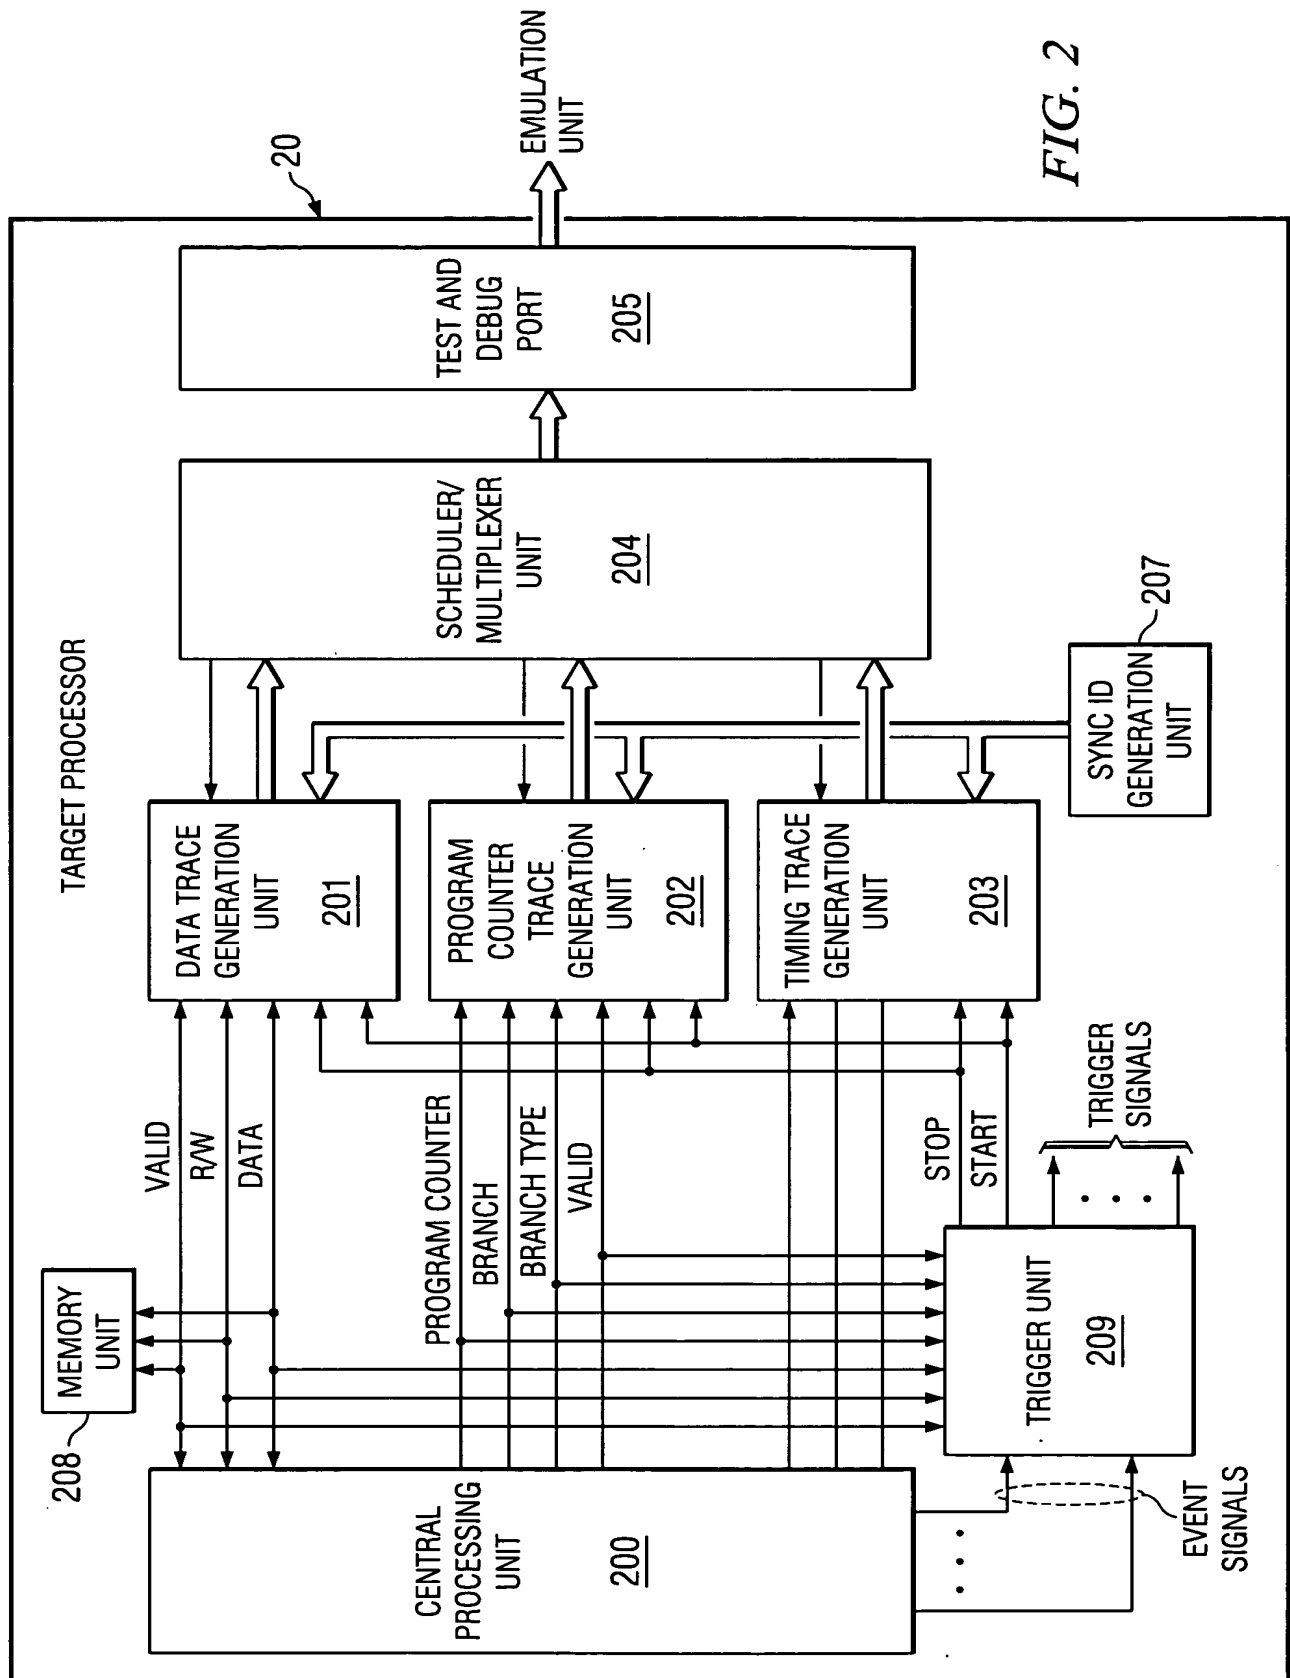 TARGET PROCESSOR
20
208
MEMORY
UNIT
CENTRAL
PROCESSING
UNIT
200
VALID
R/W
DATA
PROGRAM COUNTER
BRANCH
BRANCH TYPE
VALID
STOP
START
DATA TRACE
GENERATION
UNIT
201
PROGRAM
COUNTER
TRACE
GENERATION
UNIT
202
TIMING TRACE
GENERATION
UNIT
203
SCHEDULER/
MULTIPLEXER
UNIT
204
TEST AND
DEBUG
PORT
205
EMULATION
UNIT
SYNC ID
GENERATION
UNIT
207
TRIGGER UNIT
209
TRIGGER
SIGNALS
EVENT
SIGNALS
FIG. 2